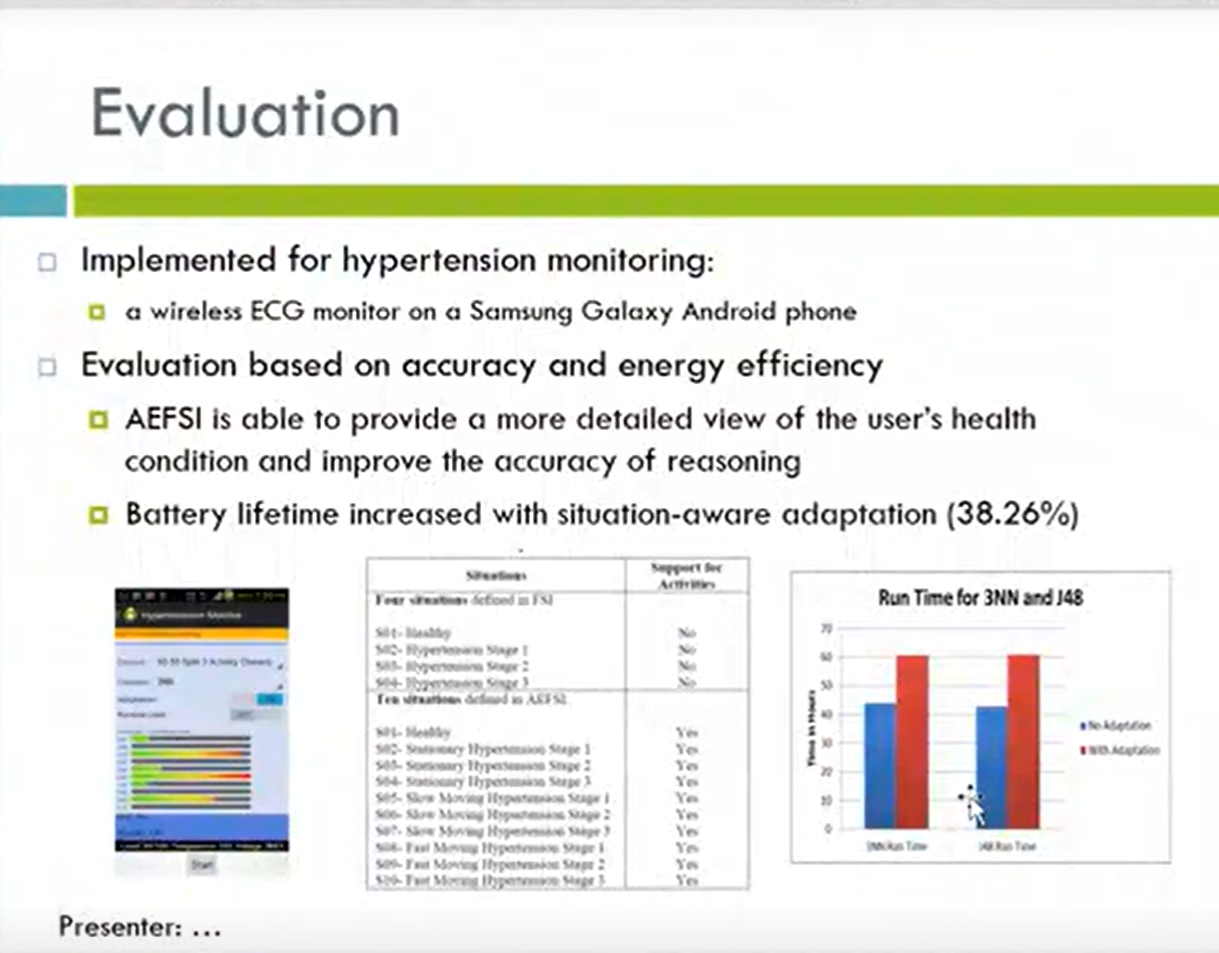 Evaluation
Implemented for hypertension monitoring:
a wireless ECG monitor on a Samsung Galaxy Android phone
Evaluation based on accuracy and energy efficiency
AEFSI is able to provide a more detailed view of the user's health
condition and improve the accuracy of reasoning
Battery lifetime increased with situation-aware adaptation (38.26%)
Hypertension Monitor
Start
Situations
Support for
Activities
Four situations defined in FSI
S01- Healthy No
S02- Hypertension Stage 1 No
S03- Hypertension Stage 2 No
S04- Hypertension Stage 3 No
Ten situations defined in AEFSI
S01- Healthy Yes
S02- Stationary Hypertension Stage 1 Yes
S03- Stationary Hypertension Stage 2 Yes
S04- Stationary Hypertension Stage 3 Yes
S05- Slow Moving Hypertension Stage 1 Yes
S06- Slow Moving Hypertension Stage 2 Yes
S07- Slow Moving Hypertension Stage 3 Yes
S08- Fast Moving Hypertension Stage 1 Yes
S09- Fast Moving Hypertension Stage 2 Yes
S10- Fast Moving Hypertension Stage 3 Yes
Run Time for 3NN and J48
Time in Hours
70
60
50
40
30
20
10
0
3NN Run Time
J48 Run Time
No Adaptation
With Adaptation
Presenter: ...